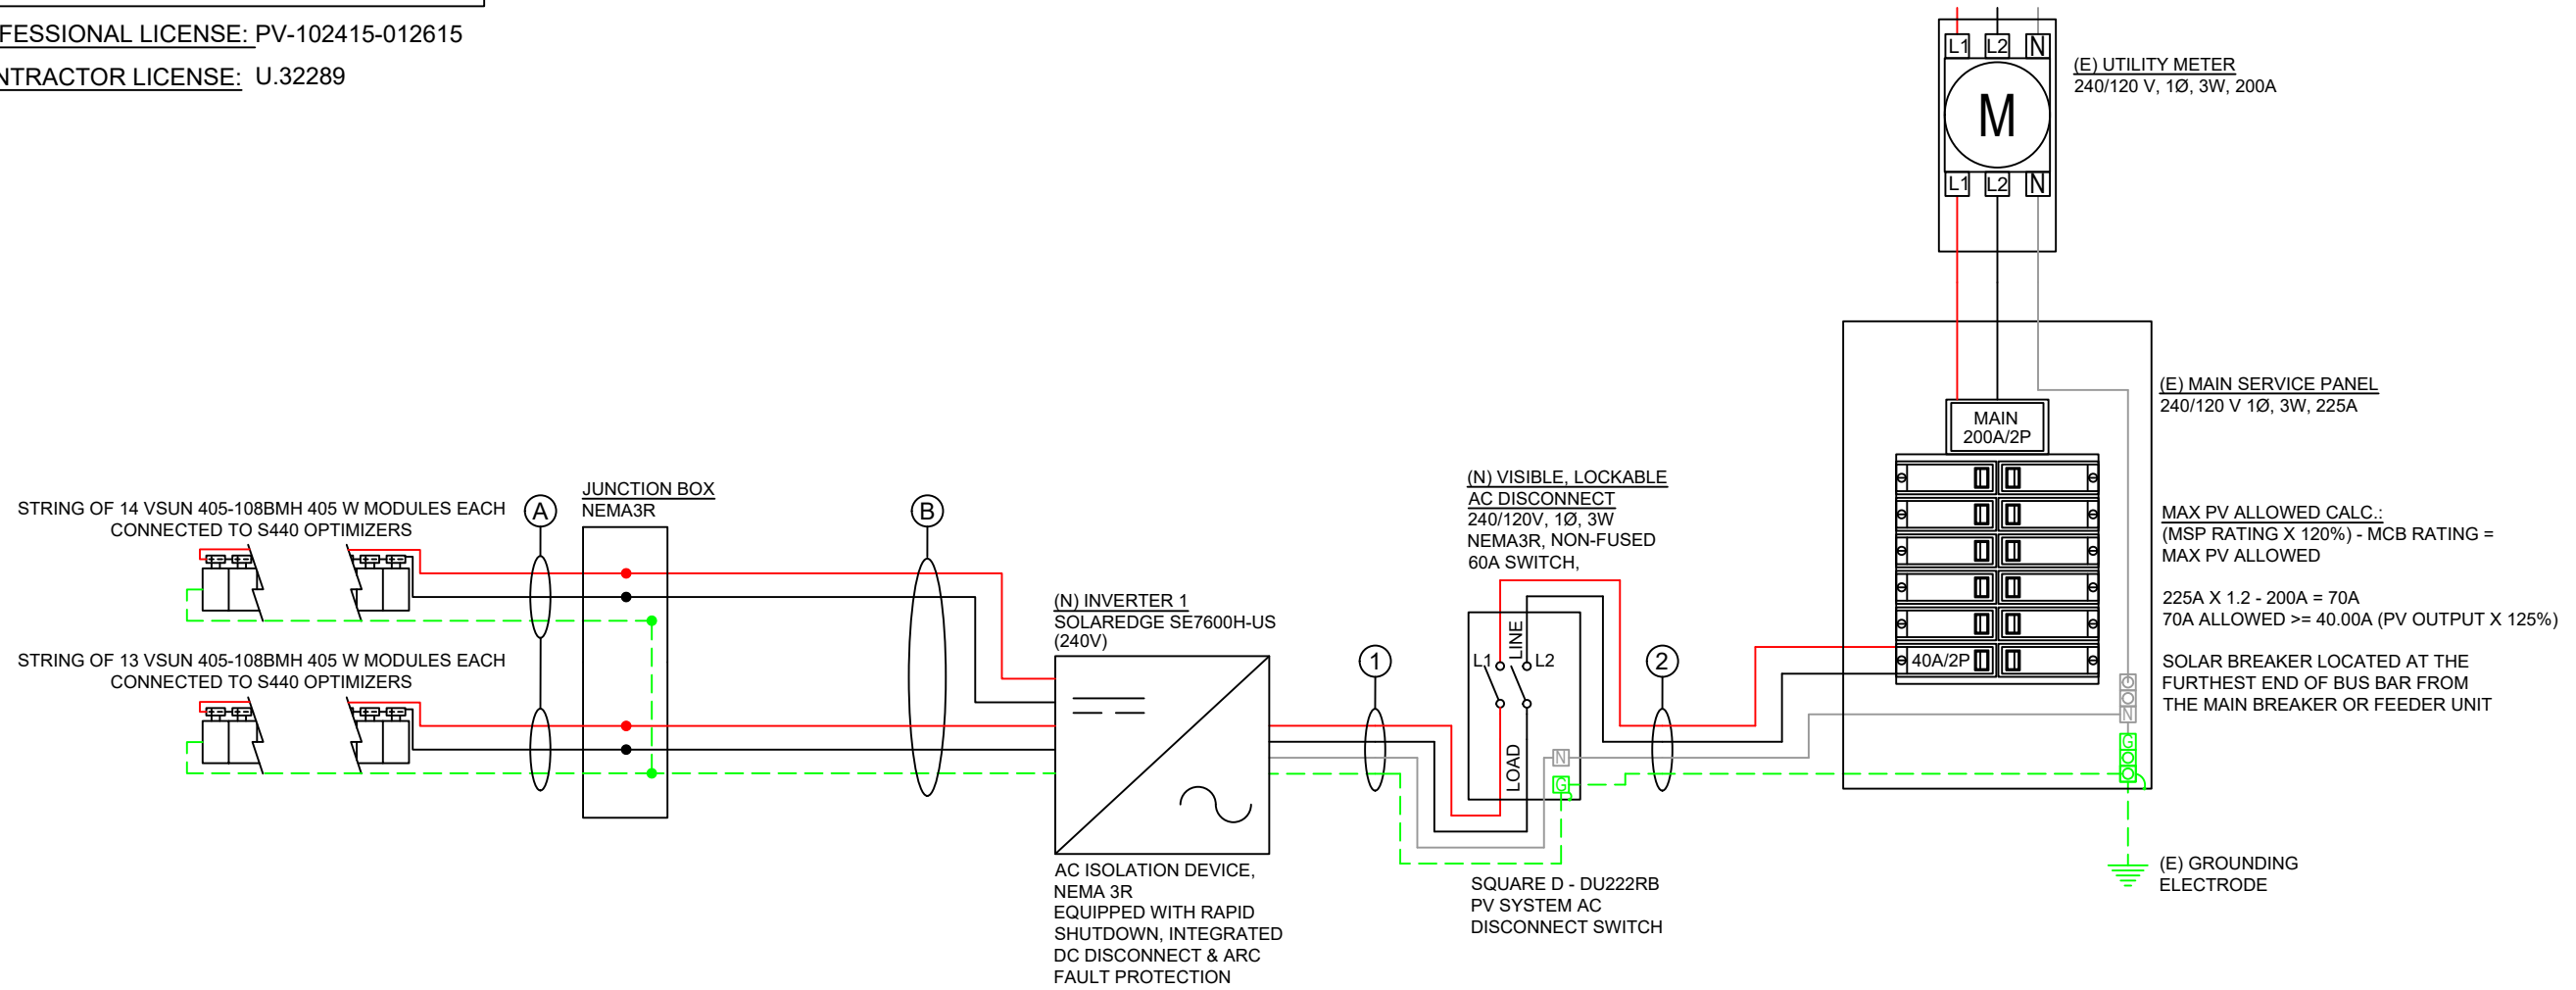 FESSIONAL LICENSE: PV-102415-012615
NTRACTOR LICENSE: U.32289
L1 L2 N
M
L1 L2 N
(E) UTILITY METER
240/120 V, 1Ø, 3W, 200A
(E) MAIN SERVICE PANEL
240/120 V 1Ø, 3W, 225A
MAIN
200A/2P
40A/2P
MAX PV ALLOWED CALC.:
(MSP RATING X 120%) - MCB RATING =
MAX PV ALLOWED
225A X 1.2 - 200A = 70A
70A ALLOWED >= 40.00A (PV OUTPUT X 125%)
SOLAR BREAKER LOCATED AT THE
FURTHEST END OF BUS BAR FROM
THE MAIN BREAKER OR FEEDER UNIT
N
G
(E) GROUNDING
ELECTRODE
STRING OF 14 VSUN 405-108BMH 405 W MODULES EACH
CONNECTED TO S440 OPTIMIZERS
STRING OF 13 VSUN 405-108BMH 405 W MODULES EACH
CONNECTED TO S440 OPTIMIZERS
A
JUNCTION BOX
NEMA3R
B
(N) INVERTER 1
SOLAREDGE SE7600H-US
(240V)
AC ISOLATION DEVICE,
NEMA 3R
EQUIPPED WITH RAPID
SHUTDOWN, INTEGRATED
DC DISCONNECT & ARC
FAULT PROTECTION
1
(N) VISIBLE, LOCKABLE
AC DISCONNECT
240/120V, 1Ø, 3W
NEMA3R, NON-FUSED
60A SWITCH,
L1
LINE
L2
LOAD
N
G
SQUARE D - DU222RB
PV SYSTEM AC
DISCONNECT SWITCH
2